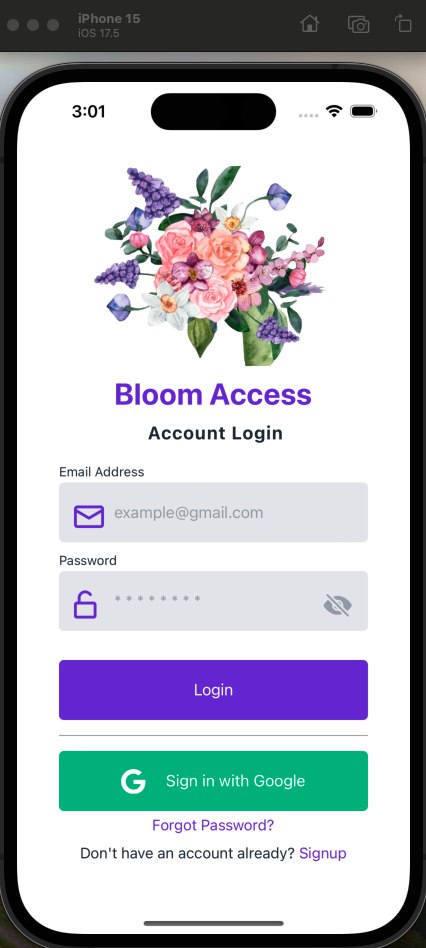 iPhone 15
iOS 17.5
3:01
Bloom Access
Account Login
Email Address
example@gmail.com
Password
* * * * * * * *
Login
G Sign in with Google
Forgot Password?
Don't have an account already? Signup